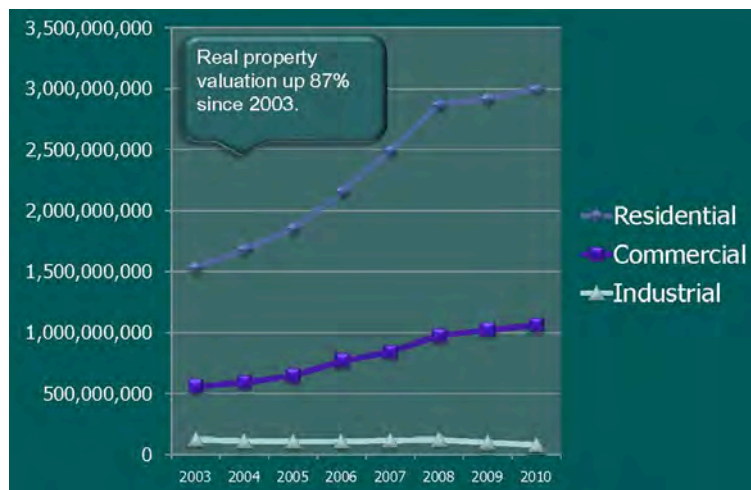 3,500,000,000
3,000,000,000
2,500,000,000
2,000,000,000
1,500,000,000
1,000,000,000
500,000,000
0
Real property
valuation up 87%
since 2003.
2003 2004 2005 2006 2007 2008 2009 2010
Residential
Commercial
Industrial